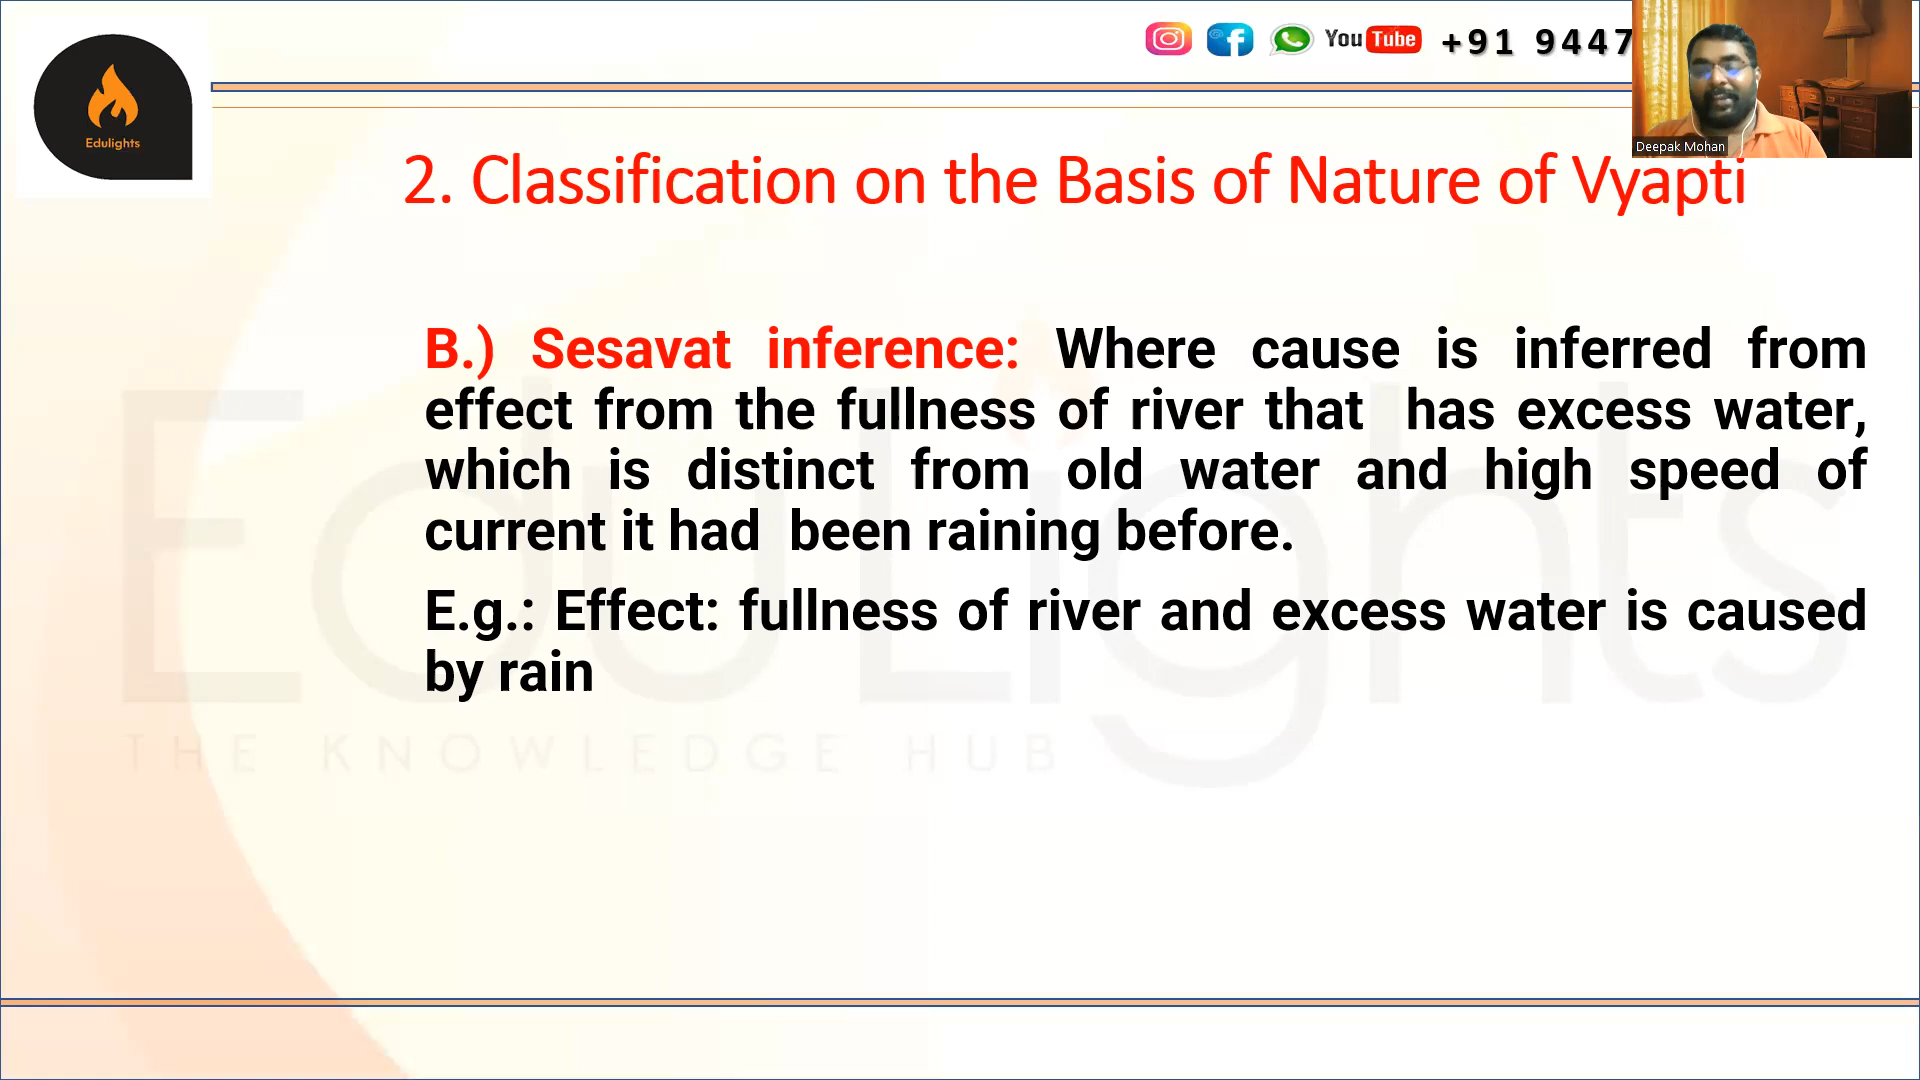 You Tube +91 9447
Edulights
Deepak Mohan
2. Classification on the Basis of Nature of Vyapti
B.) Sesavat inference: Where cause is inferred from
effect from the fullness of river that has excess water,
which is distinct from old water and high speed of
current it had been raining before.
E.g.: Effect: fullness of river and excess water is caused
by rain
EduLights
THE KNOWLEDGE HUB